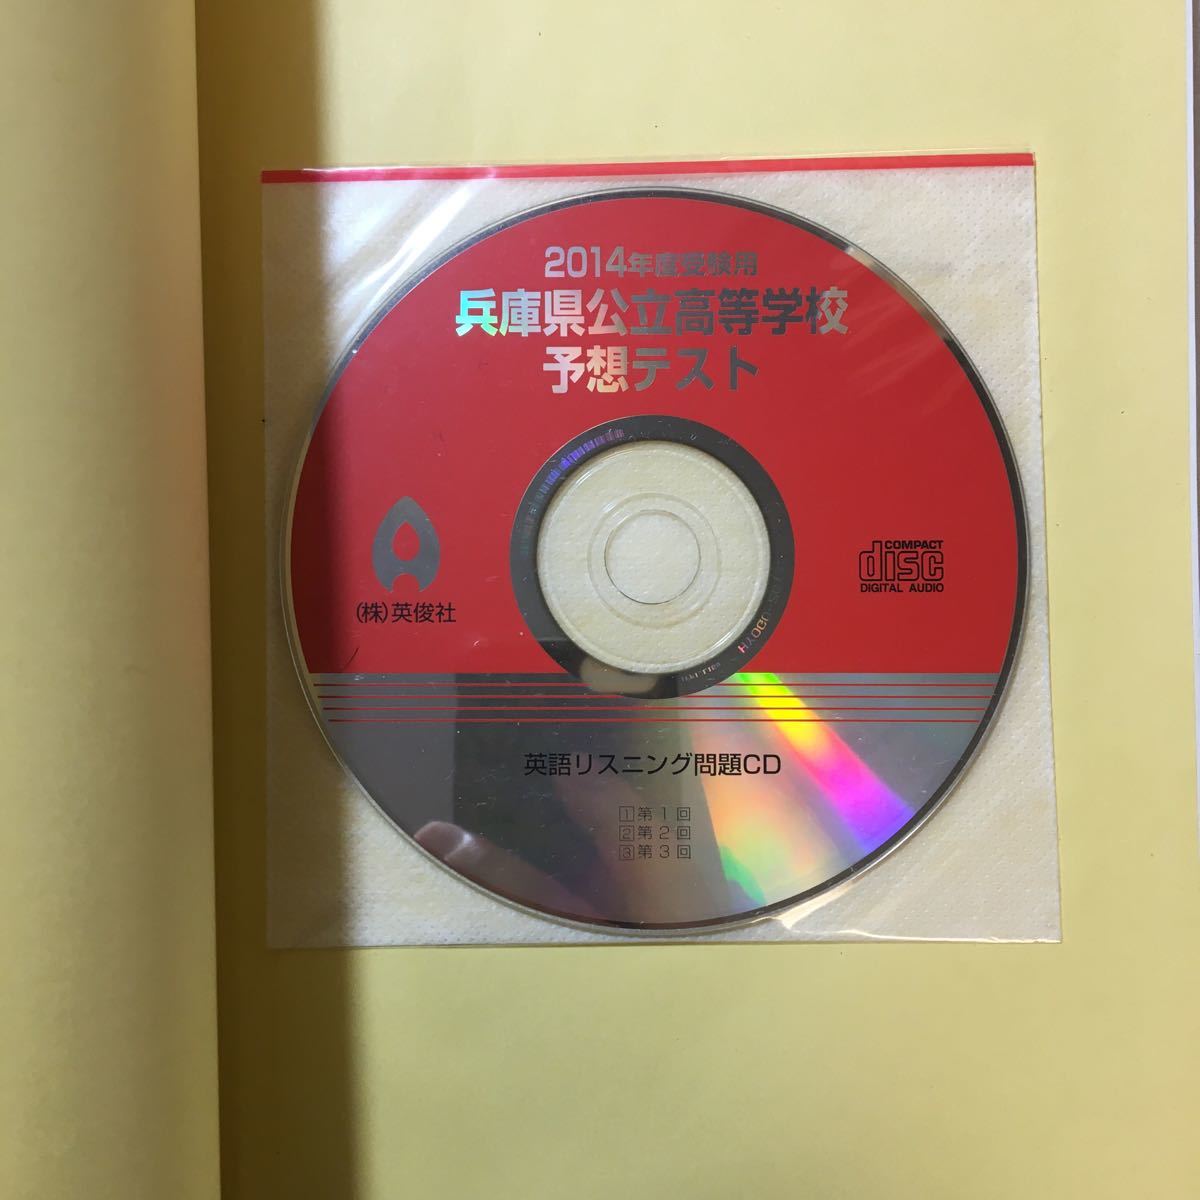 2014年度受験用
兵庫県公立高等学校
予想テスト
(株)英俊社
COMPACT
disc
DIGITAL AUDIO
英語リスニング問題CD
1 第1回
2 第2回
3 第3回